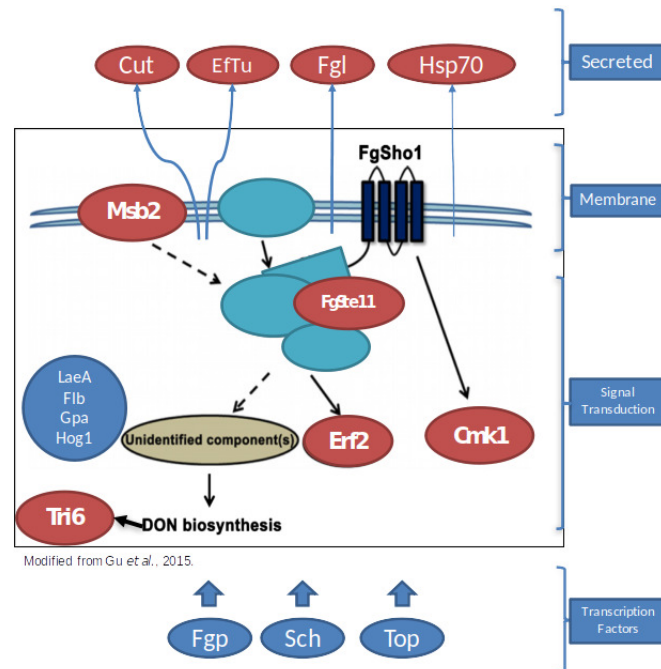 Cut
EfTu
Fgl
Hsp70
Secreted
FgSho1
Msb2
Membrane
FgSte11
LaeA
Flb
Gpa
Hog1
Signal
Transduction
Unidentified component(s)
Erf2
Cmk1
Tri6
DON biosynthesis
Modified from Gu et al., 2015.
Fgp
Sch
Top
Transcription
Factors